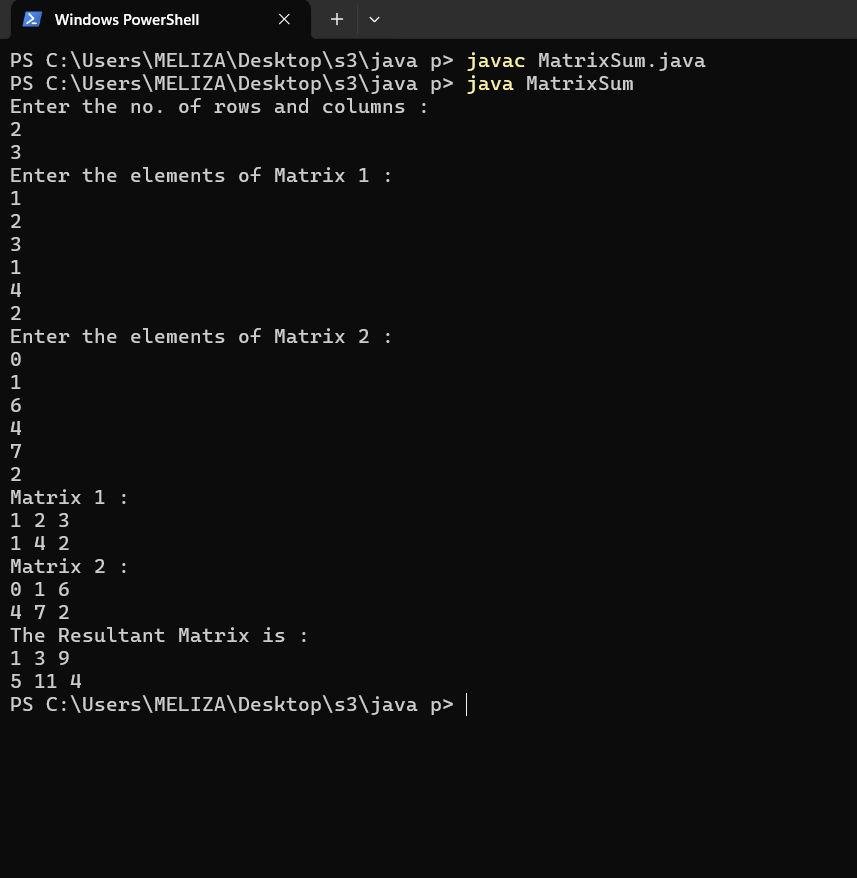 Windows PowerShell
PS C:\Users\MELIZA\Desktop\s3\java p> javac MatrixSum.java
PS C:\Users\MELIZA\Desktop\s3\java p> java MatrixSum
Enter the no. of rows and columns :
2
3
Enter the elements of Matrix 1 :
1
2
3
1
4
2
Enter the elements of Matrix 2 :
0
1
6
4
7
2
Matrix 1 :
1 2 3
1 4 2
Matrix 2 :
0 1 6
4 7 2
The Resultant Matrix is :
1 3 9
5 11 4
PS C:\Users\MELIZA\Desktop\s3\java p>